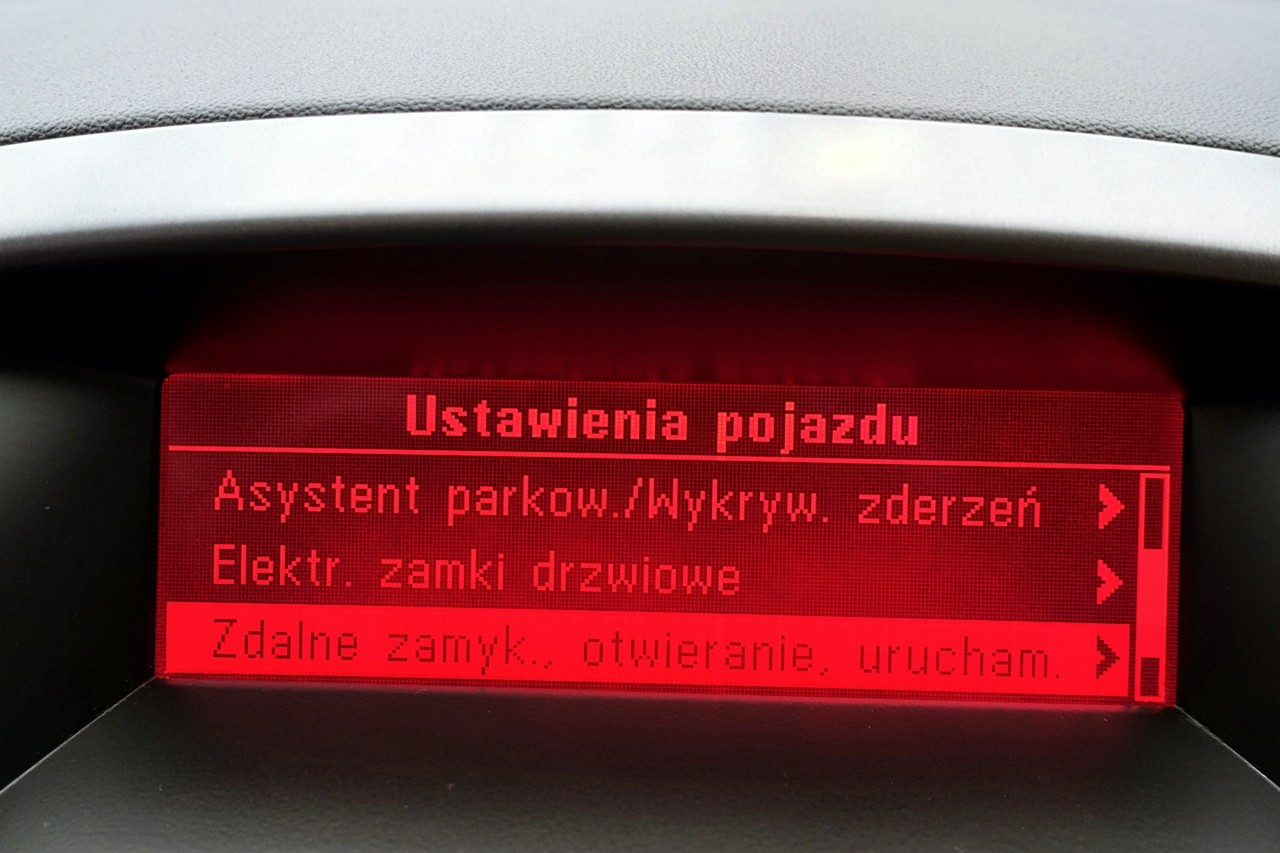 Ustawienia pojazdu
Asystent parkow./Wykryw. zderzeń
Elektr. zamki drzwiowe
Zdalne zamyk., otwieranie, urucham.